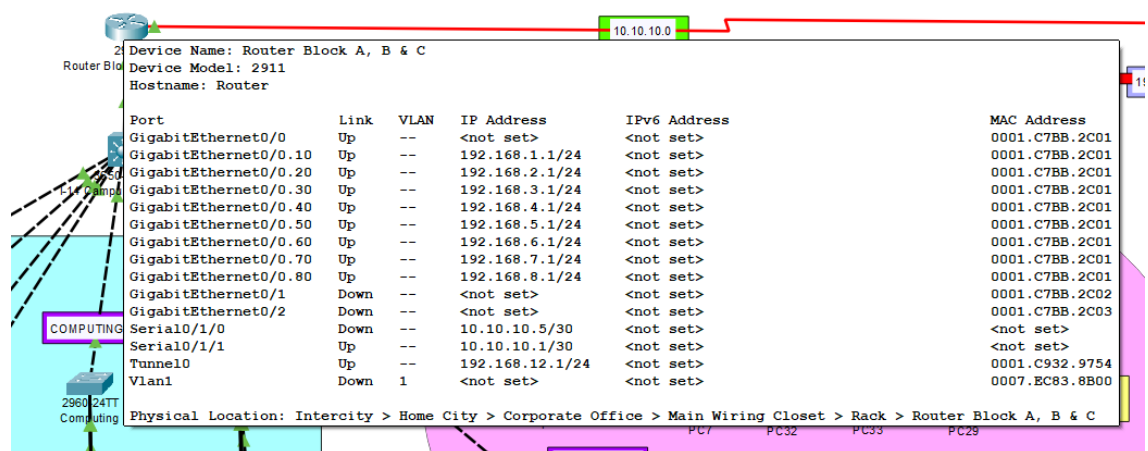 10.10.10.0
Router Blo
Device Name: Router Block A, B & C
Device Model: 2911
Hostname: Router
Port Link VLAN IP Address IPv6 Address MAC Address
GigabitEthernet0/0 Up -- <not set> <not set> 0001.C7BB.2C01
GigabitEthernet0/0.10 Up -- 192.168.1.1/24 <not set> 0001.C7BB.2C01
GigabitEthernet0/0.20 Up -- 192.168.2.1/24 <not set> 0001.C7BB.2C01
GigabitEthernet0/0.30 Up -- 192.168.3.1/24 <not set> 0001.C7BB.2C01
GigabitEthernet0/0.40 Up -- 192.168.4.1/24 <not set> 0001.C7BB.2C01
GigabitEthernet0/0.50 Up -- 192.168.5.1/24 <not set> 0001.C7BB.2C01
GigabitEthernet0/0.60 Up -- 192.168.6.1/24 <not set> 0001.C7BB.2C01
GigabitEthernet0/0.70 Up -- 192.168.7.1/24 <not set> 0001.C7BB.2C01
GigabitEthernet0/0.80 Up -- 192.168.8.1/24 <not set> 0001.C7BB.2C01
GigabitEthernet0/1 Down -- <not set> <not set> 0001.C7BB.2C02
GigabitEthernet0/2 Down -- <not set> <not set> 0001.C7BB.2C03
Serial0/1/0 Down -- 10.10.10.5/30 <not set> <not set>
Serial0/1/1 Up -- 10.10.10.1/30 <not set> <not set>
Tunnel0 Up -- 192.168.12.1/24 <not set> 0001.C932.9754
Vlan1 Down 1 <not set> <not set> 0007.EC83.8B00
Physical Location: Intercity > Home City > Corporate Office > Main Wiring Closet > Rack > Router Block A, B & C
COMPUTING
2960-24TT
Computing
PC7 PC32 PC33 PC29